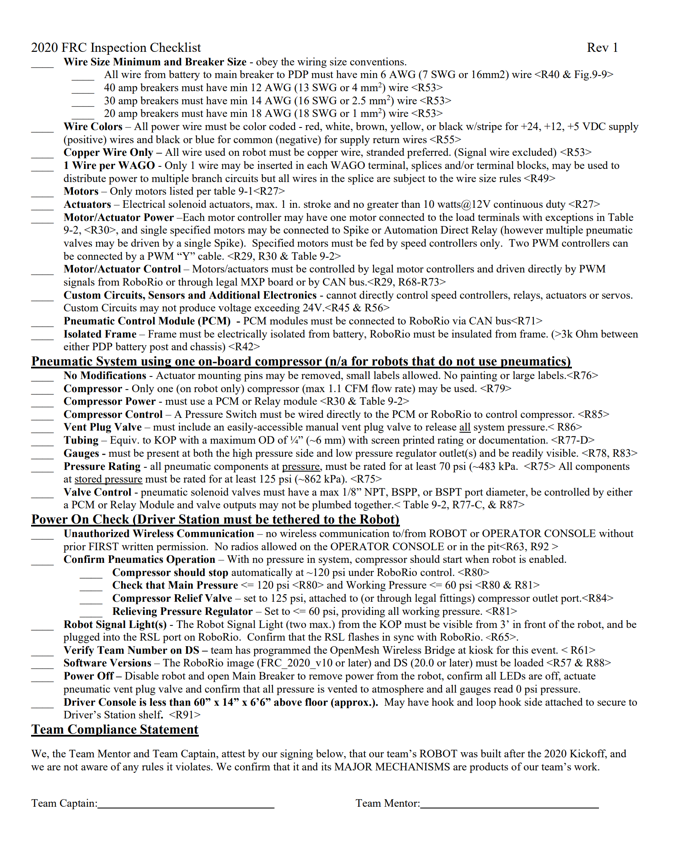 2020 FRC Inspection Checklist Rev 1
____ Wire Size Minimum and Breaker Size - obey the wiring size conventions.
____ All wire from battery to main breaker to PDP must have min 6 AWG (7 SWG or 16mm2) wire <R40 & Fig.9-9>
____ 40 amp breakers must have min 12 AWG (13 SWG or 4 mm²) wire <R53>
____ 30 amp breakers must have min 14 AWG (16 SWG or 2.5 mm²) wire <R53>
____ 20 amp breakers must have min 18 AWG (18 SWG or 1 mm²) wire <R53>
____ Wire Colors – All power wire must be color coded - red, white, brown, yellow, or black w/stripe for +24, +12, +5 VDC supply
(positive) wires and black or blue for common (negative) for supply return wires <R55>
____ Copper Wire Only – All wire used on robot must be copper wire, stranded preferred. (Signal wire excluded) <R53>
____ 1 Wire per WAGO - Only 1 wire may be inserted in each WAGO terminal, splices and/or terminal blocks, may be used to
distribute power to multiple branch circuits but all wires in the splice are subject to the wire size rules <R49>
____ Motors – Only motors listed per table 9-1<R27>
____ Actuators – Electrical solenoid actuators, max. 1 in. stroke and no greater than 10 watts@12V continuous duty <R27>
____ Motor/Actuator Power –Each motor controller may have one motor connected to the load terminals with exceptions in Table
9-2, <R30>, and single specified motors may be connected to Spike or Automation Direct Relay (however multiple pneumatic
valves may be driven by a single Spike). Specified motors must be fed by speed controllers only. Two PWM controllers can
be connected by a PWM “Y” cable. <R29, R30 & Table 9-2>
____ Motor/Actuator Control – Motors/actuators must be controlled by legal motor controllers and driven directly by PWM
signals from RoboRio or through legal MXP board or by CAN bus.<R29, R68-R73>
____ Custom Circuits, Sensors and Additional Electronics - cannot directly control speed controllers, relays, actuators or servos.
Custom Circuits may not produce voltage exceeding 24V.<R45 & R56>
____ Pneumatic Control Module (PCM) - PCM modules must be connected to RoboRio via CAN bus<R71>
____ Isolated Frame – Frame must be electrically isolated from battery, RoboRio must be insulated from frame. (>3k Ohm between
either PDP battery post and chassis) <R42>
Pneumatic System using one on-board compressor (n/a for robots that do not use pneumatics)
____ No Modifications - Actuator mounting pins may be removed, small labels allowed. No painting or large labels.<R76>
____ Compressor - Only one (on robot only) compressor (max 1.1 CFM flow rate) may be used. <R79>
____ Compressor Power - must use a PCM or Relay module <R30 & Table 9-2>
____ Compressor Control – A Pressure Switch must be wired directly to the PCM or RoboRio to control compressor. <R85>
____ Vent Plug Valve – must include an easily-accessible manual vent plug valve to release all system pressure.< R86>
____ Tubing – Equiv. to KOP with a maximum OD of ¼” (~6 mm) with screen printed rating or documentation. <R77-D>
____ Gauges - must be present at both the high pressure side and low pressure regulator outlet(s) and be readily visible. <R78, R83>
____ Pressure Rating - all pneumatic components at pressure, must be rated for at least 70 psi (~483 kPa. <R75> All components
at stored pressure must be rated for at least 125 psi (~862 kPa). <R75>
____ Valve Control - pneumatic solenoid valves must have a max 1/8” NPT, BSPP, or BSPT port diameter, be controlled by either
a PCM or Relay Module and valve outputs may not be plumbed together.< Table 9-2, R77-C, & R87>
Power On Check (Driver Station must be tethered to the Robot)
____ Unauthorized Wireless Communication – no wireless communication to/from ROBOT or OPERATOR CONSOLE without
prior FIRST written permission. No radios allowed on the OPERATOR CONSOLE or in the pit<R63, R92 >
____ Confirm Pneumatics Operation – With no pressure in system, compressor should start when robot is enabled.
____ Compressor should stop automatically at ~120 psi under RoboRio control. <R80>
____ Check that Main Pressure <= 120 psi <R80> and Working Pressure <= 60 psi <R80 & R81>
____ Compressor Relief Valve – set to 125 psi, attached to (or through legal fittings) compressor outlet port.<R84>
____ Relieving Pressure Regulator – Set to <= 60 psi, providing all working pressure. <R81>
____ Robot Signal Light(s) - The Robot Signal Light (two max.) from the KOP must be visible from 3’ in front of the robot, and be
plugged into the RSL port on RoboRio. Confirm that the RSL flashes in sync with RoboRio. <R65>.
____ Verify Team Number on DS – team has programmed the OpenMesh Wireless Bridge at kiosk for this event. < R61>
____ Software Versions – The RoboRio image (FRC_2020_v10 or later) and DS (20.0 or later) must be loaded <R57 & R88>
____ Power Off – Disable robot and open Main Breaker to remove power from the robot, confirm all LEDs are off, actuate
pneumatic vent plug valve and confirm that all pressure is vented to atmosphere and all gauges read 0 psi pressure.
____ Driver Console is less than 60” x 14” x 6’6” above floor (approx.). May have hook and loop hook side attached to secure to
Driver’s Station shelf. <R91>
Team Compliance Statement
We, the Team Mentor and Team Captain, attest by our signing below, that our team’s ROBOT was built after the 2020 Kickoff, and
we are not aware of any rules it violates. We confirm that it and its MAJOR MECHANISMS are products of our team’s work.
Team Captain:______________________________ Team Mentor:______________________________